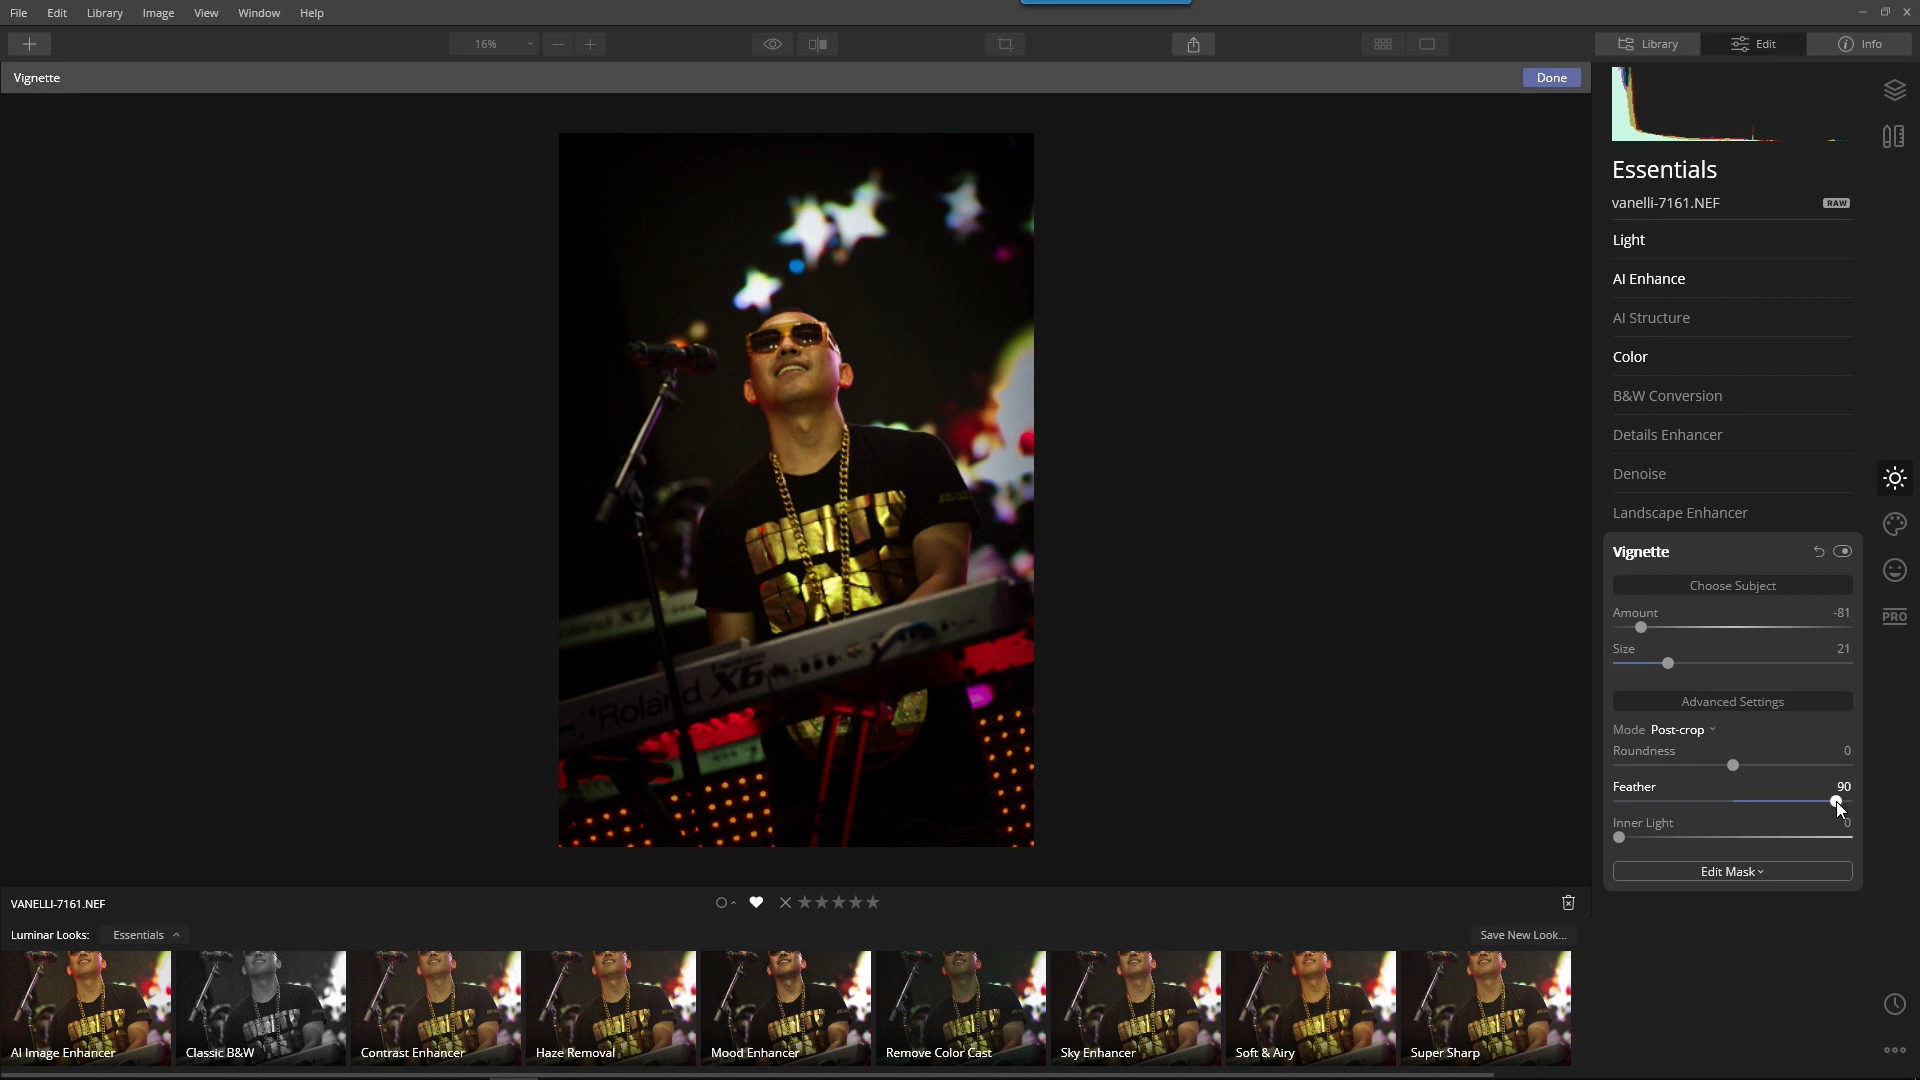 File Edit Library Image View Window Help
16%
Library Edit Info
Vignette Done
Essentials
vanelli-7161.NEF RAW
Light
AI Enhance
AI Structure
Color
B&W Conversion
Details Enhancer
Denoise
Landscape Enhancer
Vignette
Choose Subject
Amount -81
Size 21
Advanced Settings
Mode Post-crop
Roundness 0
Feather 90
Inner Light 0
Edit Mask
PRO
Roland X6
VANELLI-7161.NEF
Luminar Looks: Essentials Save New Look...
AI Image Enhancer Classic B&W Contrast Enhancer Haze Removal Mood Enhancer Remove Color Cast Sky Enhancer Soft & Airy Super Sharp